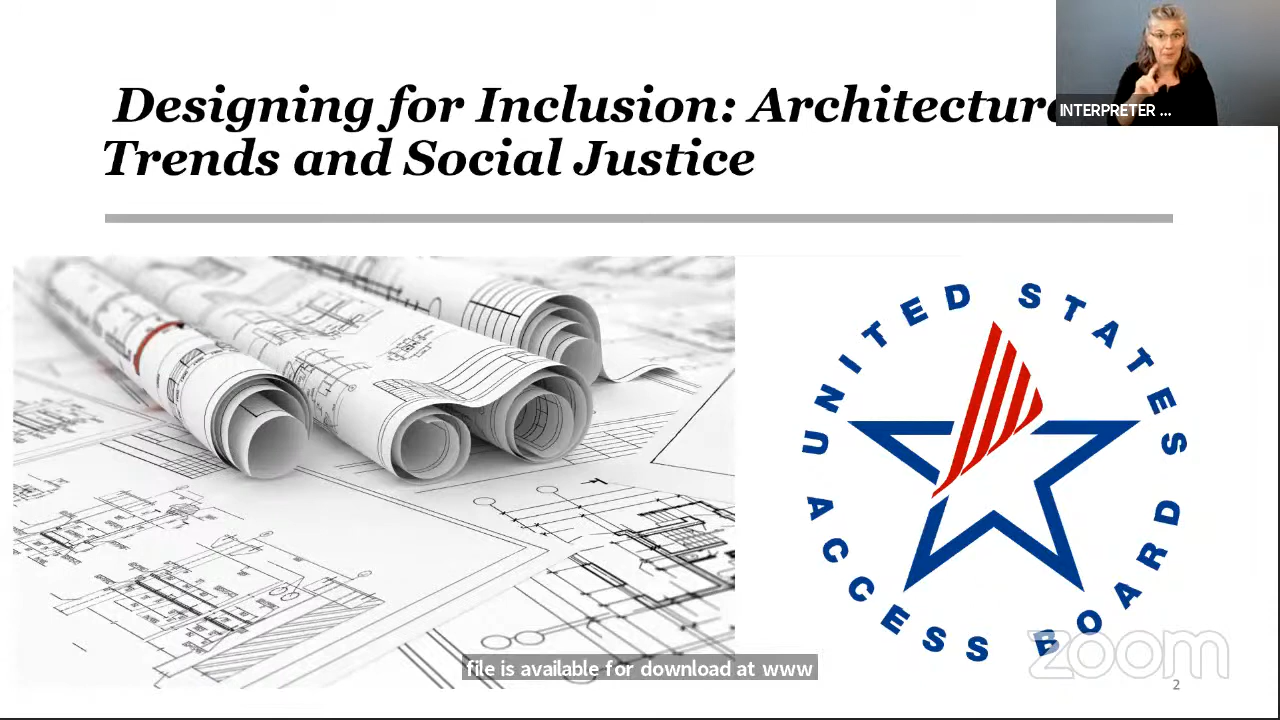 Designing for Inclusion: Architecture
Trends and Social Justice
INTERPRETER ...
UNITED STATES
ACCESS BOARD
file is available for download at www
zoom
2